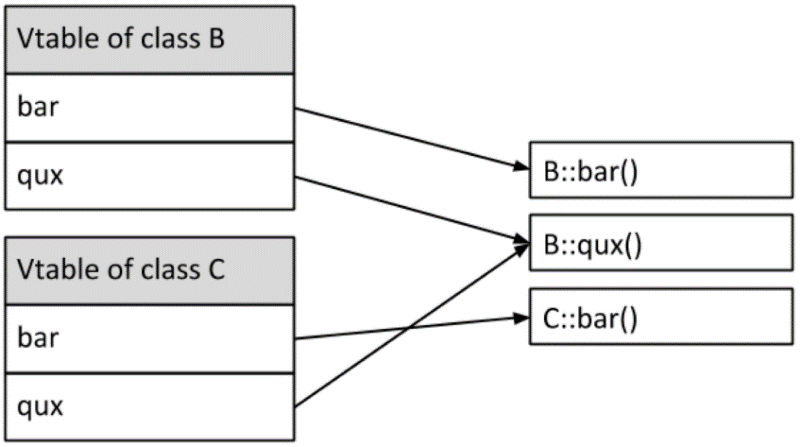 Vtable of class B
bar
qux
B::bar()
B::qux()
Vtable of class C
bar
qux
C::bar()